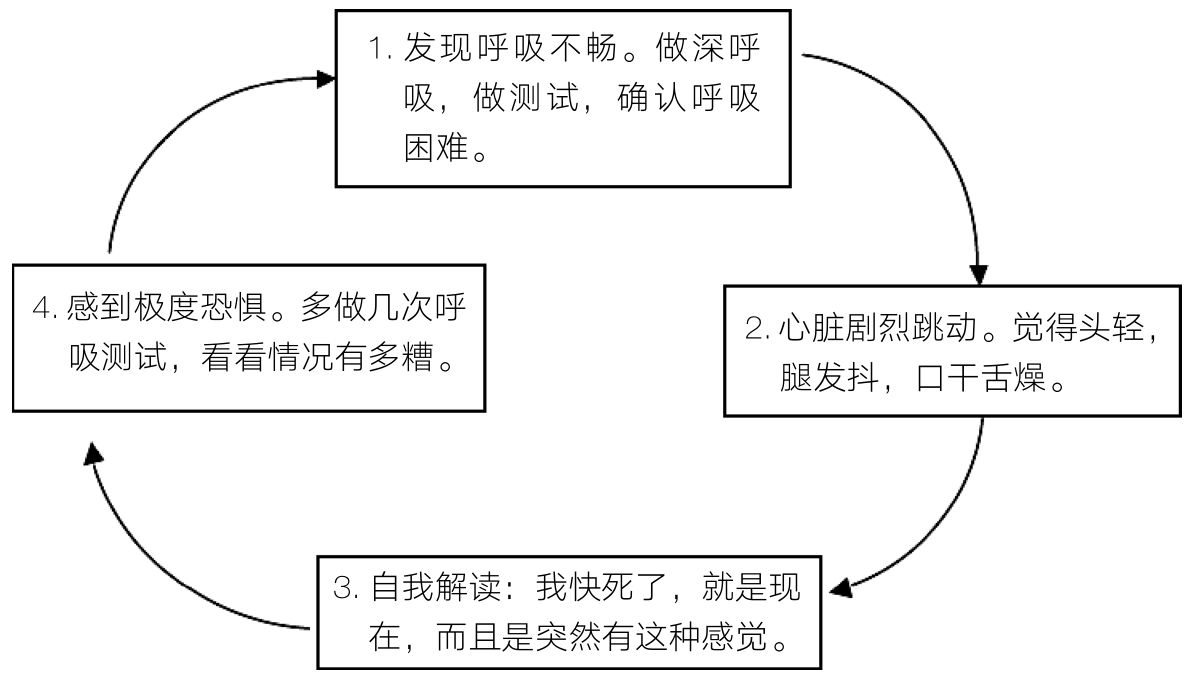 1. 发现呼吸不畅。做深呼
吸，做测试，确认呼吸
困难。
2. 心脏剧烈跳动。觉得头轻，
腿发抖，口干舌燥。
3. 自我解读：我快死了，就是现
在，而且是突然有这种感觉。
4. 感到极度恐惧。多做几次呼
吸测试，看看情况有多糟。